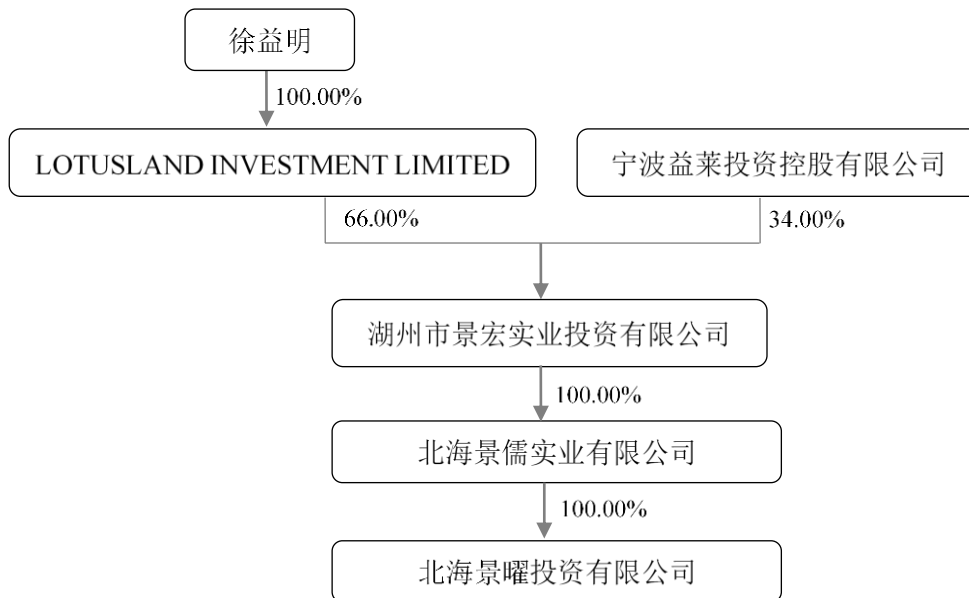 徐益明
100.00%
LOTUSLAND INVESTMENT LIMITED
宁波益莱投资控股有限公司
66.00%
34.00%
湖州市景宏实业投资有限公司
100.00%
北海景儒实业有限公司
100.00%
北海景曜投资有限公司